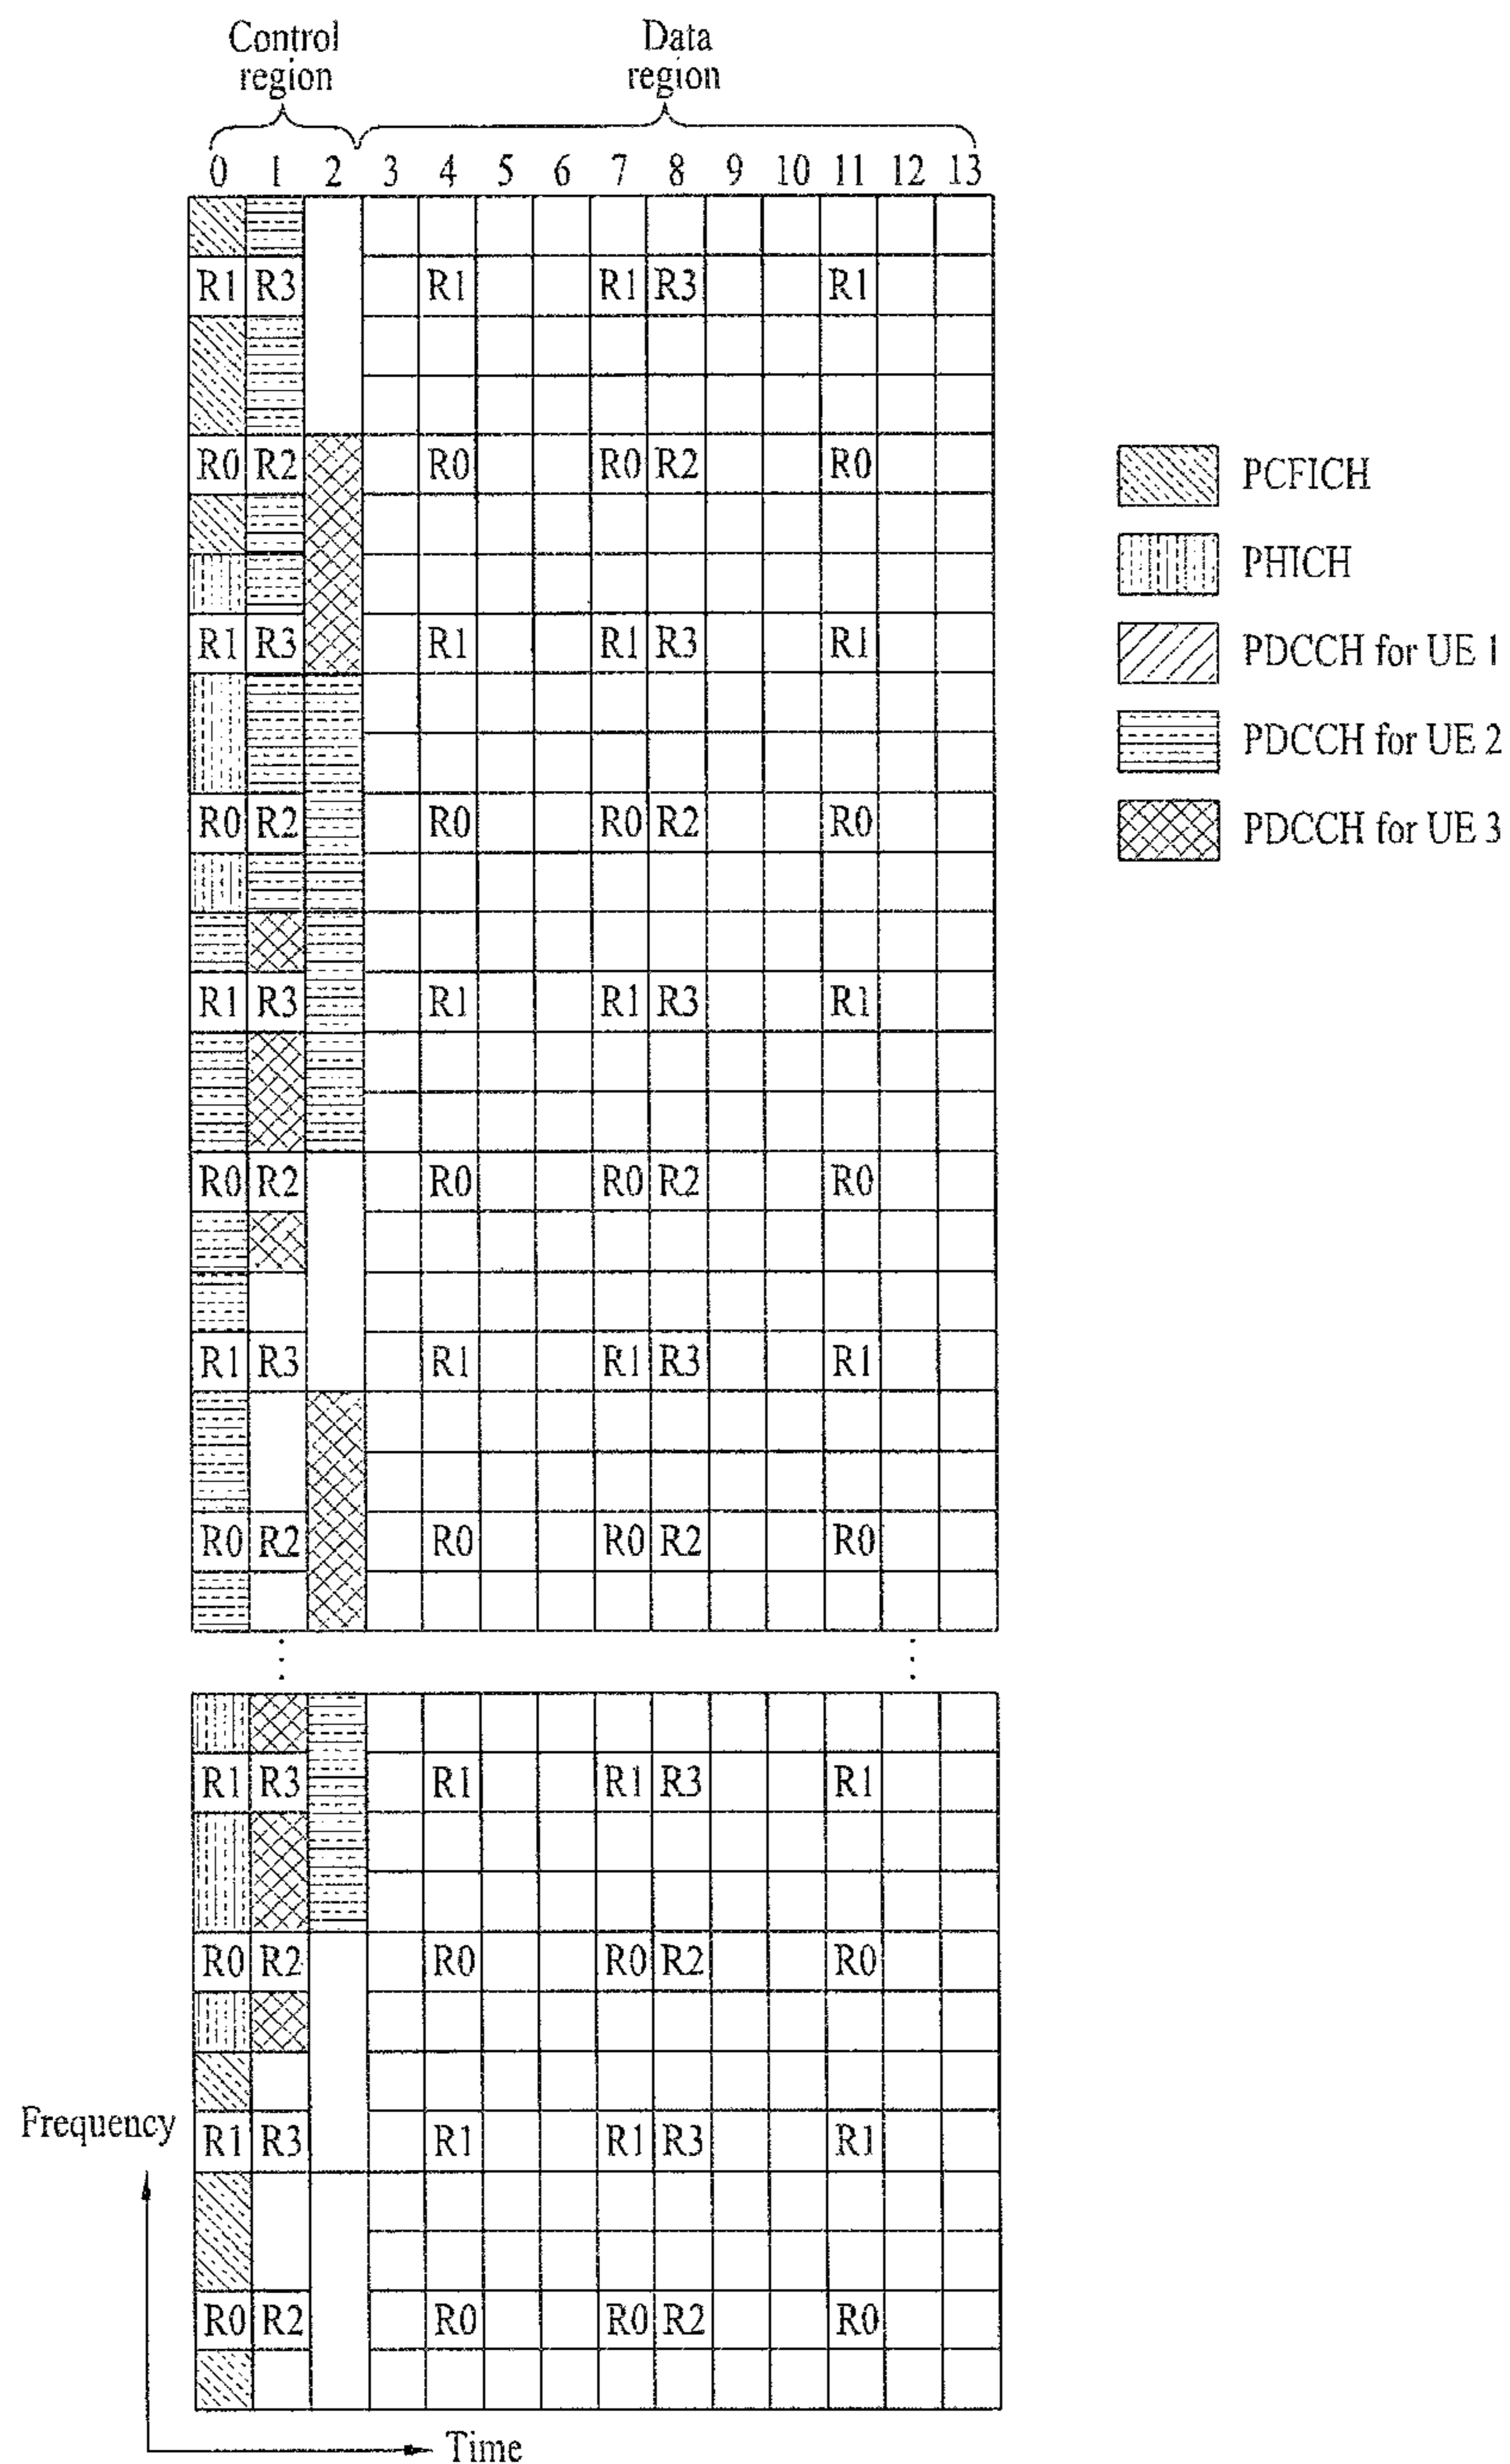 Control
region
Data
region
0 1 2 3 4 5 6 7 8 9 10 11 12 13
R1 R3 R1 R1 R3 R1
R0 R2 R0 R0 R2 R0
PCFICH
PHICH
R1 R3 R1 R1 R3 R1
PDCCH for UE 1
PDCCH for UE 2
R0 R2 R0 R0 R2 R0
PDCCH for UE 3
R1 R3 R1 R1 R3 R1
R0 R2 R0 R0 R2 R0
R1 R3 R1 R1 R3 R1
R0 R2 R0 R0 R2 R0
R1 R3 R1 R1 R3 R1
R0 R2 R0 R0 R2 R0
Frequency
R1 R3 R1 R1 R3 R1
R0 R2 R0 R0 R2 R0
Time